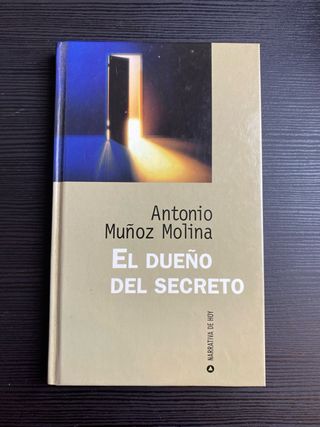 Antonio
Muñoz Molina
EL DUEÑO
DEL SECRETO
NARRATIVA DE HOY